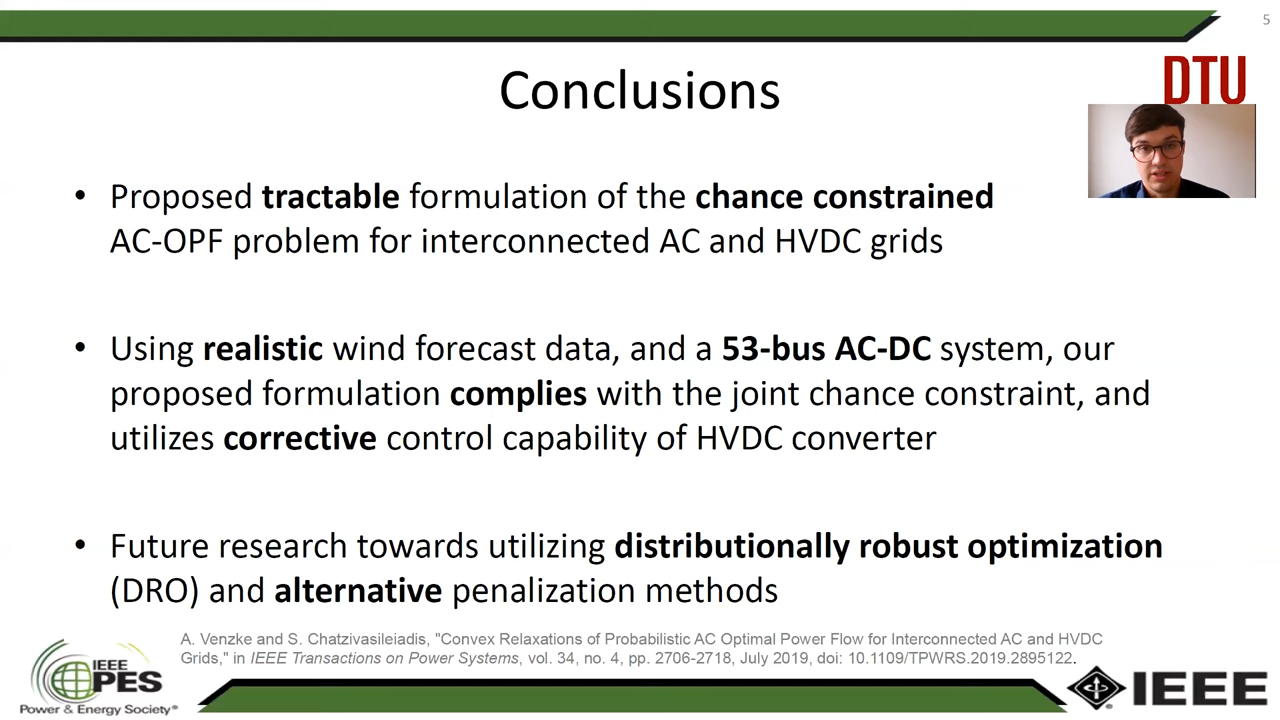 5
Conclusions
DTU
• Proposed tractable formulation of the chance constrained
AC-OPF problem for interconnected AC and HVDC grids
• Using realistic wind forecast data, and a 53-bus AC-DC system, our
proposed formulation complies with the joint chance constraint, and
utilizes corrective control capability of HVDC converter
• Future research towards utilizing distributionally robust optimization
(DRO) and alternative penalization methods
A. Venzke and S. Chatzivasileiadis, "Convex Relaxations of Probabilistic AC Optimal Power Flow for Interconnected AC and HVDC
Grids," in IEEE Transactions on Power Systems, vol. 34, no. 4, pp. 2706-2718, July 2019, doi: 10.1109/TPWRS.2019.2895122.
IEEE
PES
Power & Energy Society®
IEEE